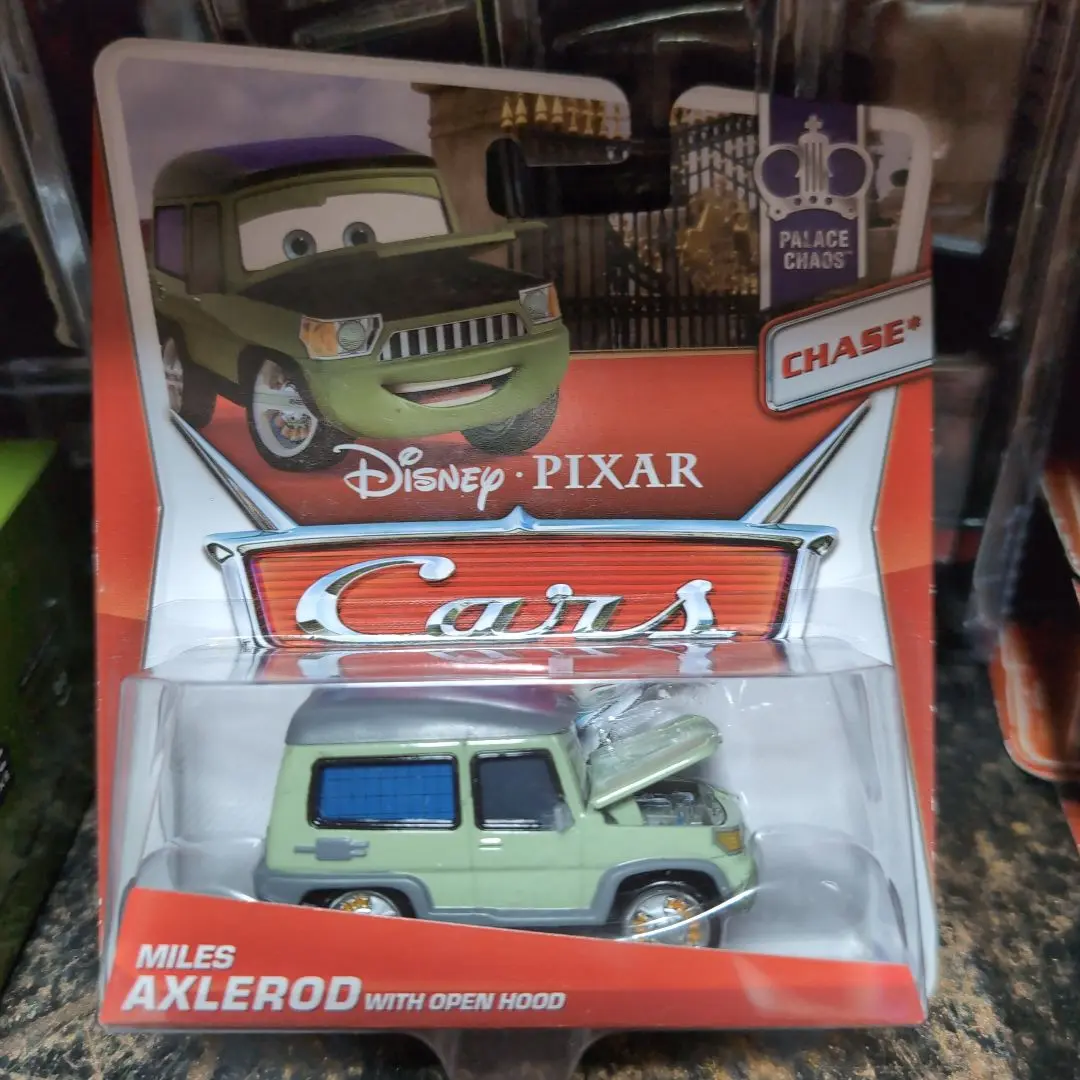 PALACE
CHAOS™
CHASE*
Disney · PIXAR
Cars
MILES
AXLEROD WITH OPEN HOOD